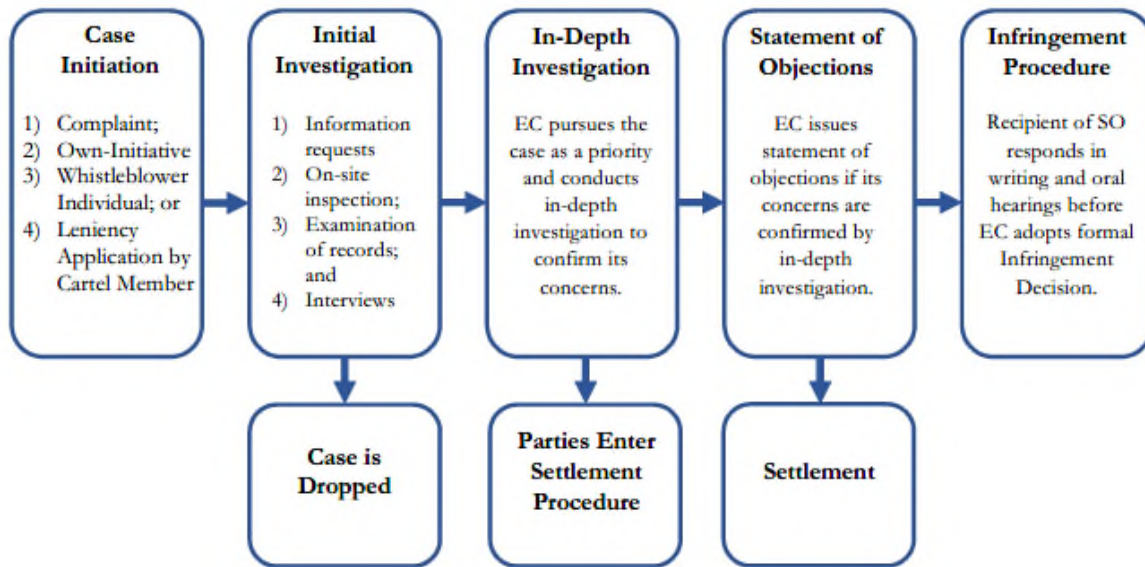 Case
Initiation
1) Complaint;
2) Own-Initiative
3) Whistleblower
Individual; or
4) Leniency
Application by
Cartel Member
Initial
Investigation
1) Information
requests
2) On-site
inspection;
3) Examination
of records;
and
4) Interviews
In-Depth
Investigation
EC pursues the
case as a priority
and conducts
in-depth
investigation to
confirm its
concerns.
Statement of
Objections
EC issues
statement of
objections if its
concerns are
confirmed by
in-depth
investigation.
Infringement
Procedure
Recipient of SO
responds in
writing and oral
hearings before
EC adopts formal
Infringement
Decision.
Case is
Dropped
Parties Enter
Settlement
Procedure
Settlement